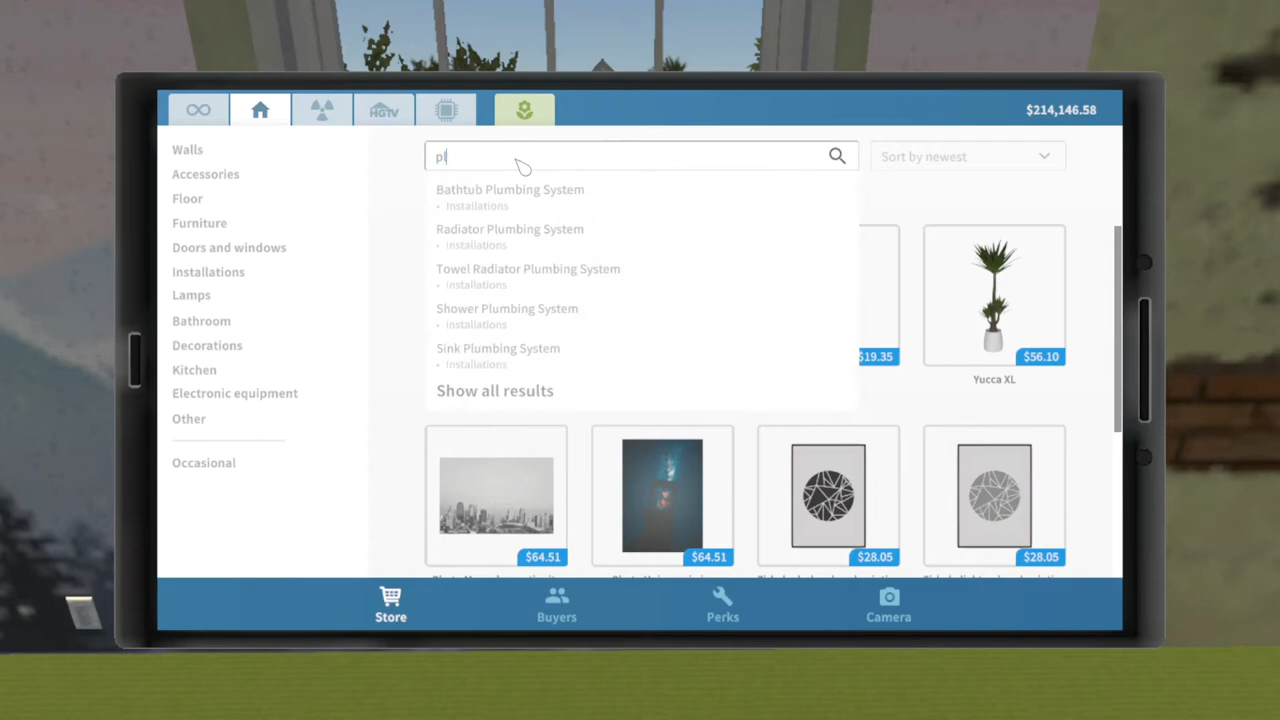 HGTV
$214,146.58
Walls
Accessories
Floor
Furniture
Doors and windows
Installations
Lamps
Bathroom
Decorations
Kitchen
Electronic equipment
Other
Occasional
pl
Sort by newest
Bathtub Plumbing System
• Installations
Radiator Plumbing System
• Installations
Towel Radiator Plumbing System
• Installations
Shower Plumbing System
• Installations
Sink Plumbing System
• Installations
Show all results
$19.35
$56.10
Yucca XL
$64.51
$64.51
$28.05
$28.05
Store
Buyers
Perks
Camera